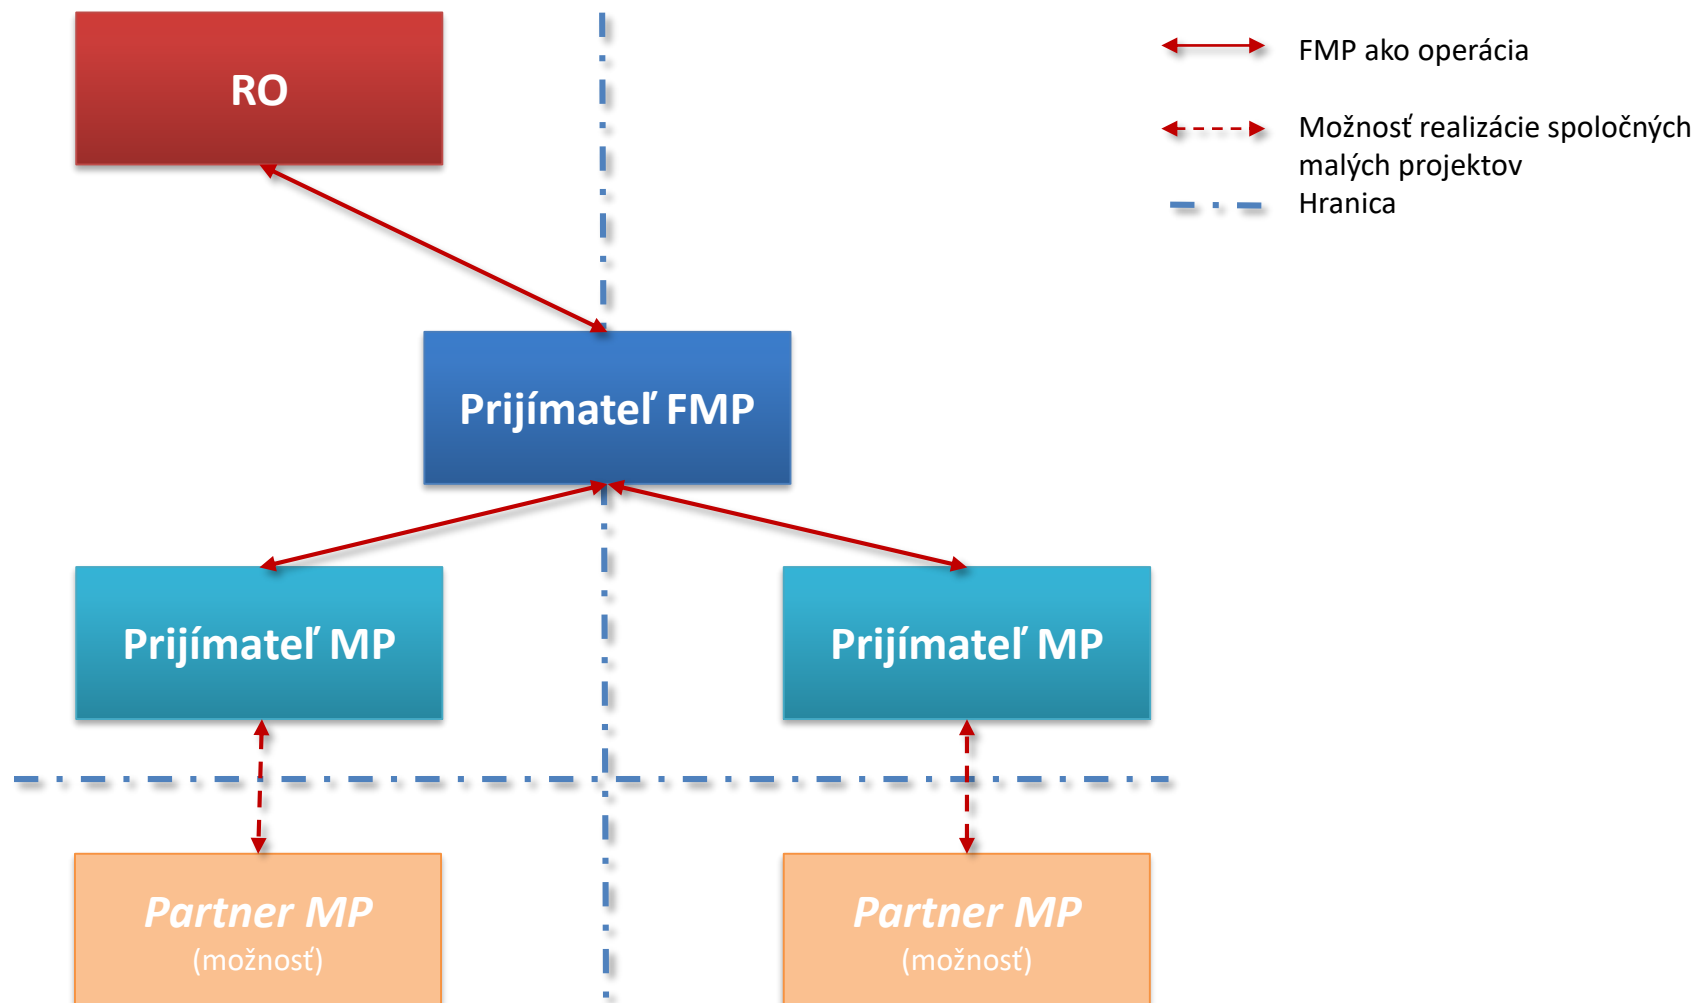 RO
FMP ako operácia
Možnosť realizácie spoločných
malých projektov
Hranica
Prijímateľ FMP
Prijímateľ MP
Prijímateľ MP
Partner MP
(možnosť)
Partner MP
(možnosť)